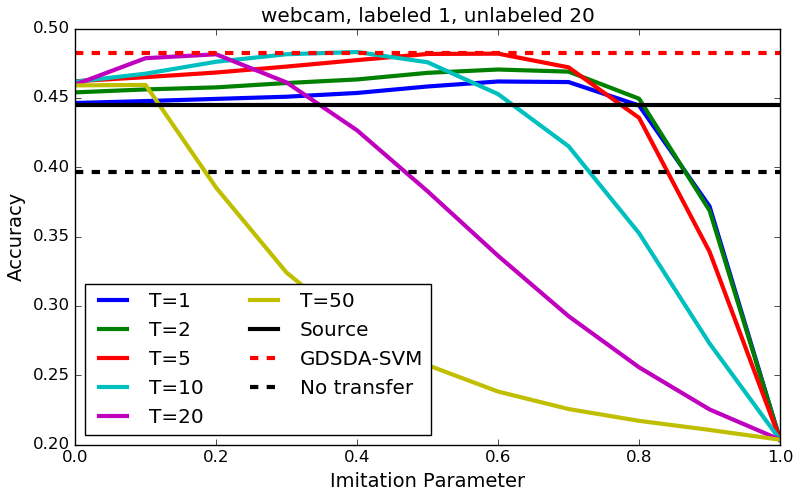 webcam, labeled 1, unlabeled 20
Accuracy
0.50
0.45
0.40
0.35
0.30
0.25
0.20
T=1
T=2
T=5
T=10
T=20
T=50
Source
GDSDA-SVM
No transfer
0.0 0.2 0.4 0.6 0.8 1.0
Imitation Parameter